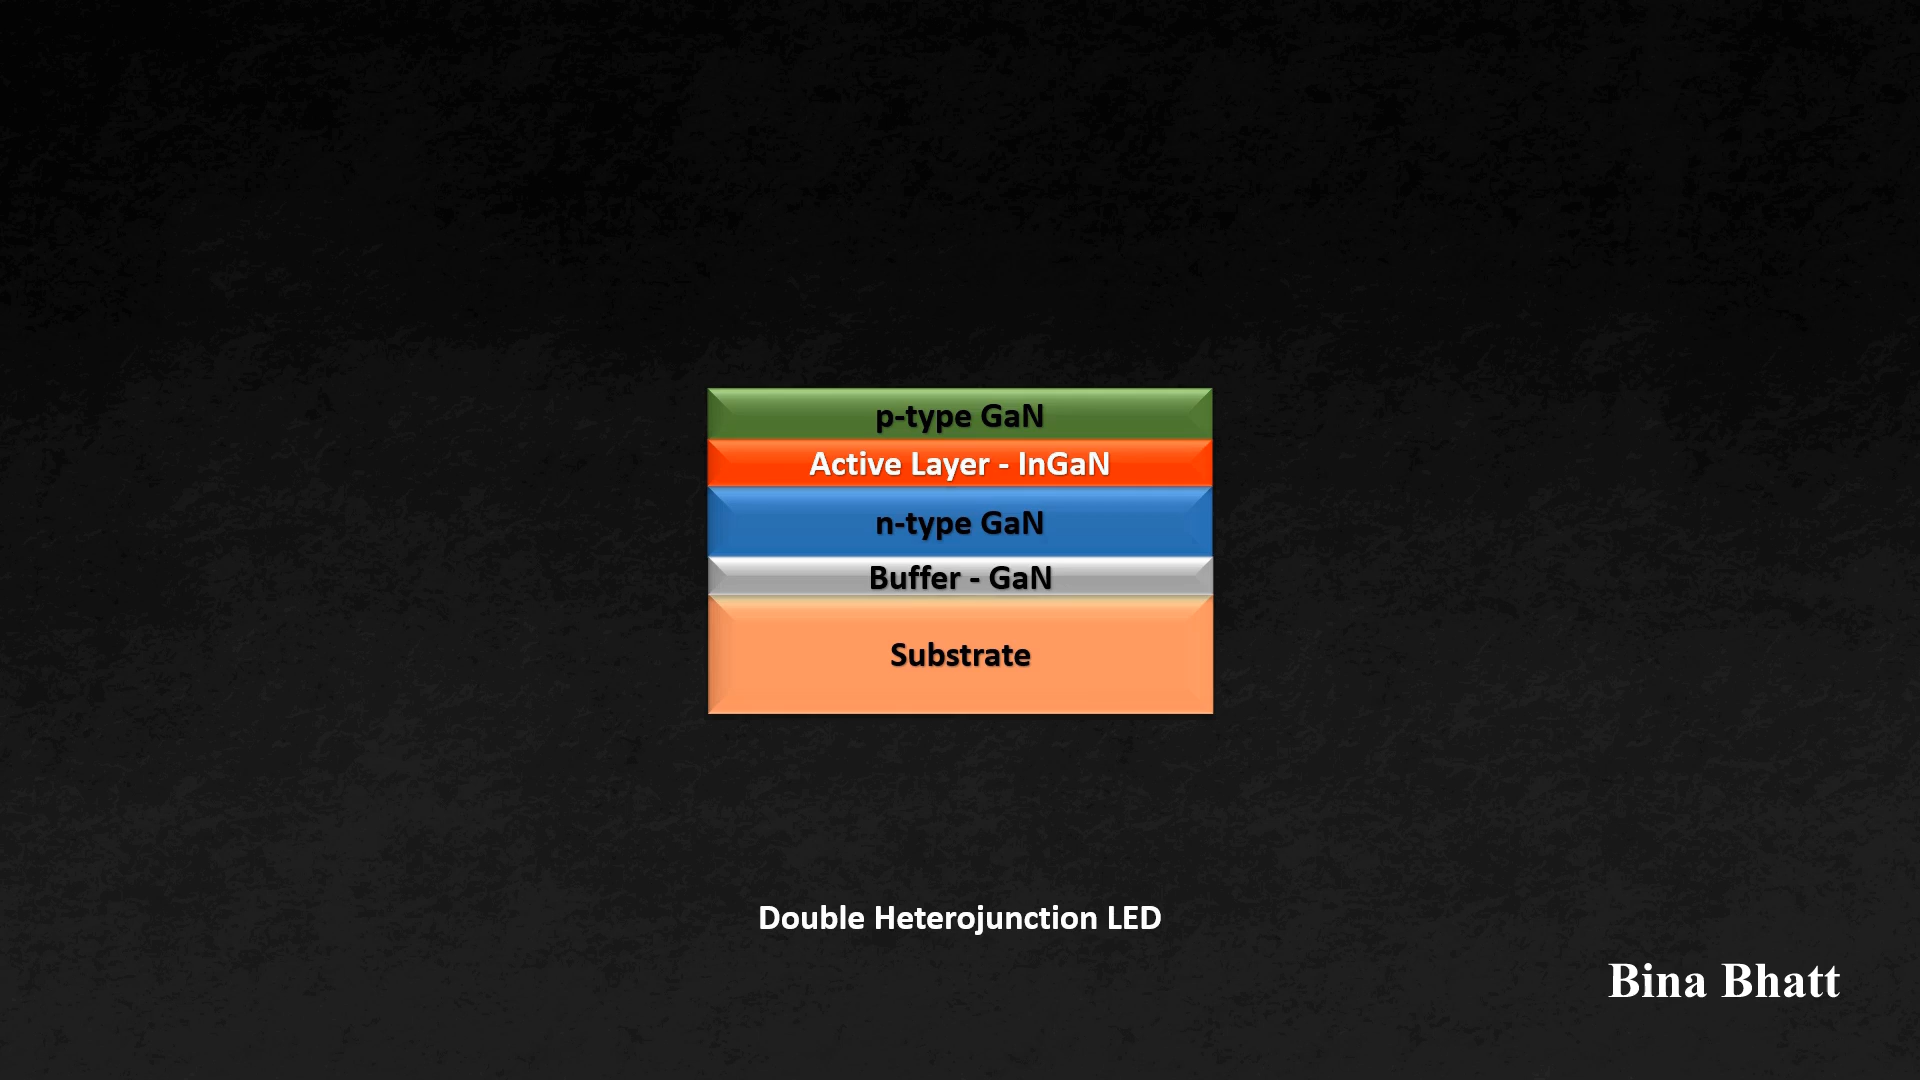 p-type GaN
Active Layer - InGaN
n-type GaN
Buffer - GaN
Substrate
Double Heterojunction LED
Bina Bhatt